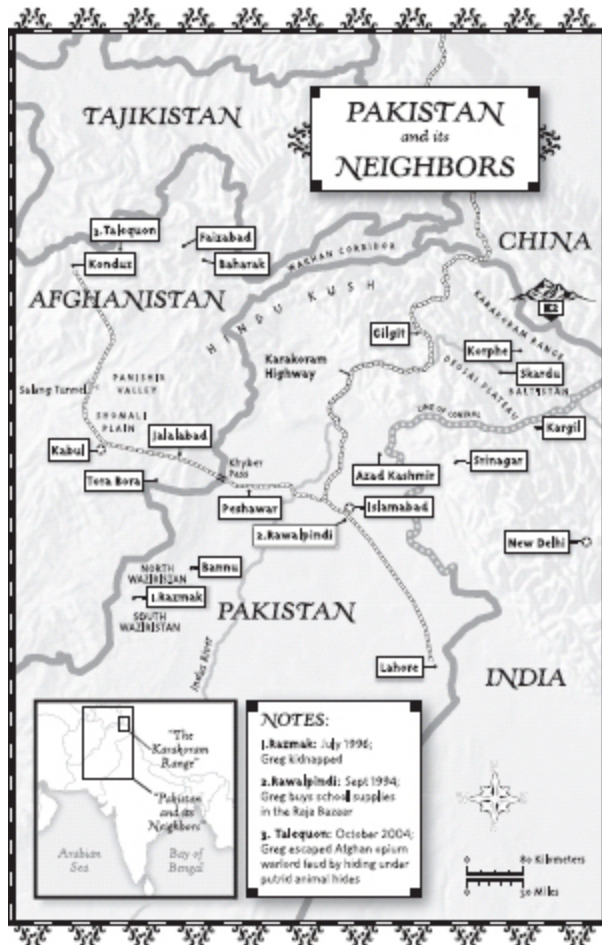 PAKISTAN
and its
NEIGHBORS
TAJIKISTAN
CHINA
3.Taloquon
Faizabad
Konduz
Baharak
WAKHAN CORRIDOR
AFGHANISTAN
HINDU KUSH
K2
KARAKORAM RANGE
Gilgit
Korphe
Karakoram
Highway
Skardu
DEOSAI PLATEAU
BALTISTAN
Salang Tunnel
PANJSHIR
VALLEY
SHOMALI
PLAIN
LINE OF CONTROL
Kargil
Jalalabad
Kabul
Khyber
Pass
Srinagar
Azad Kashmir
Tora Bora
Peshawar
Islamabad
2.Rawalpindi
New Delhi
Bannu
NORTH
WAZIRISTAN
1.Razmak
SOUTH
WAZIRISTAN
PAKISTAN
Indus River
Lahore
INDIA
"The
Karakoram
Range"
"Pakistan
and its
Neighbors"
Arabian
Sea
Bay of
Bengal
NOTES:
1.Razmak: July 1996;
Greg kidnapped
2.Rawalpindi: Sept 1994;
Greg buys school supplies
in the Raja Bazaar
3. Taloquon: October 2004;
Greg escaped Afghan opium
warlord feud by hiding under
putrid animal hides
0 80 Kilometers
0 50 Miles